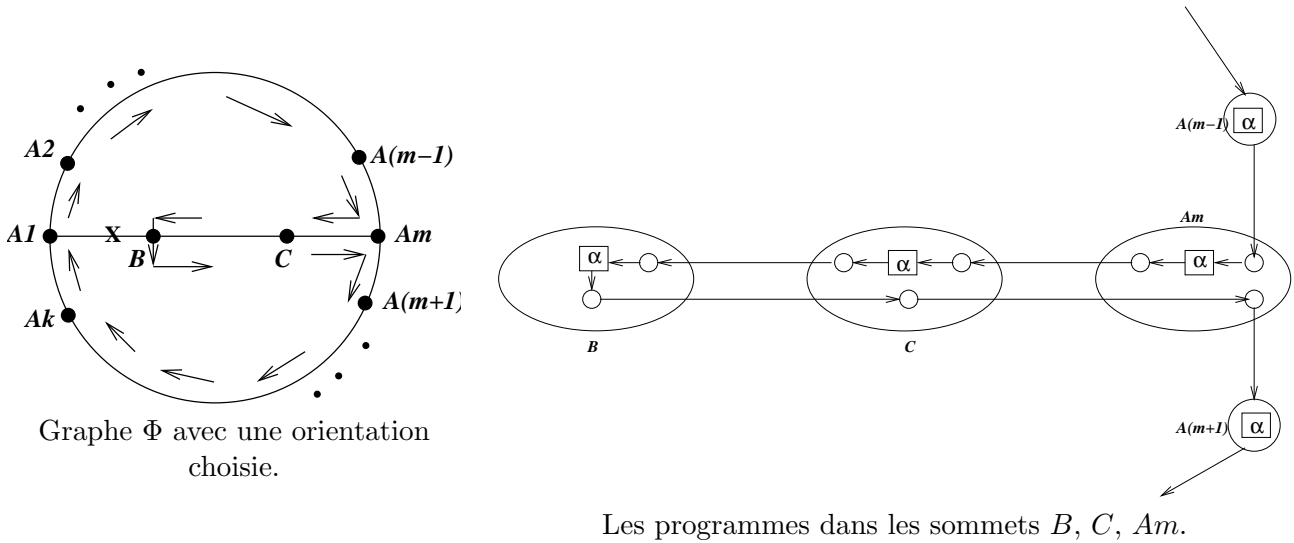 A2
A(m−1)
A1
X
B
C
Am
Ak
A(m+1)
Graphe Φ avec une orientation
choisie.
A(m−1)
α
Am
α
α
α
B
C
A(m+1)
α
Les programmes dans les sommets B, C, Am.